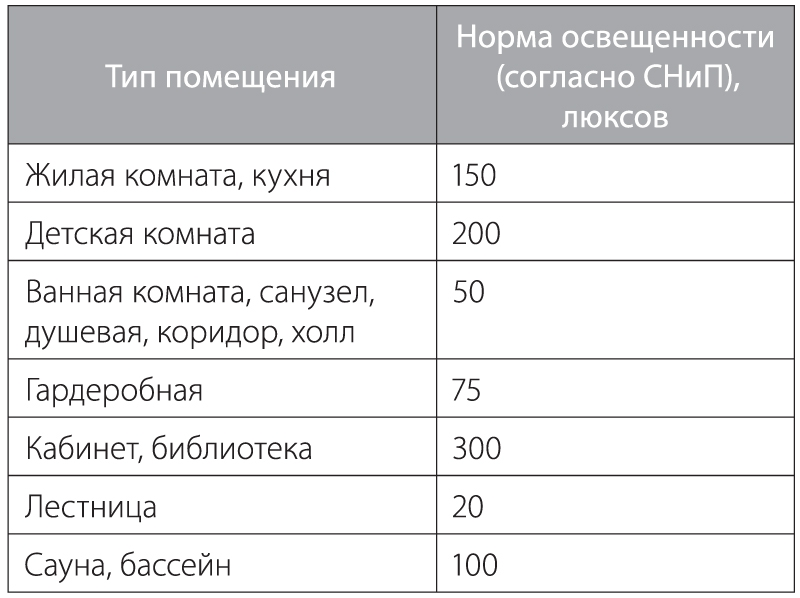 Тип помещения
Норма освещенности
(согласно СНиП),
люксов
Жилая комната, кухня
150
Детская комната
200
Ванная комната, санузел,
душевая, коридор, холл
50
Гардеробная
75
Кабинет, библиотека
300
Лестница
20
Сауна, бассейн
100